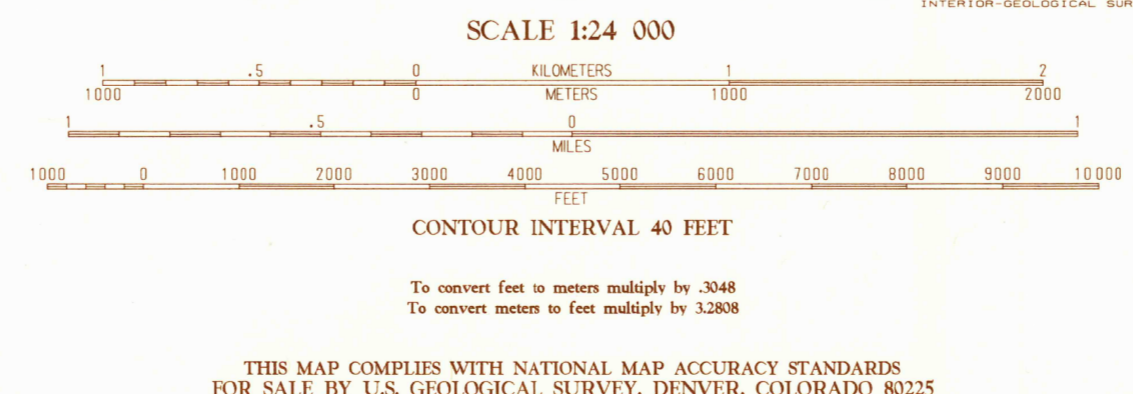 INTERIOR-GEOLOGICAL
SCALE 1:24 000
1 .5 0 KILOMETERS 1 2
1000 0 METERS 1000 2000
1 .5 0 1
MILES
1000 0 1000 2000 3000 4000 5000 6000 7000 8000 9000 10 000
FEET
CONTOUR INTERVAL 40 FEET
To convert feet to meters multiply by .3048
To convert meters to feet multiply by 3.2808
THIS MAP COMPLIES WITH NATIONAL MAP ACCURACY STANDARDS
FOR SALE BY U.S. GEOLOGICAL SURVEY, DENVER, COLORADO 80225